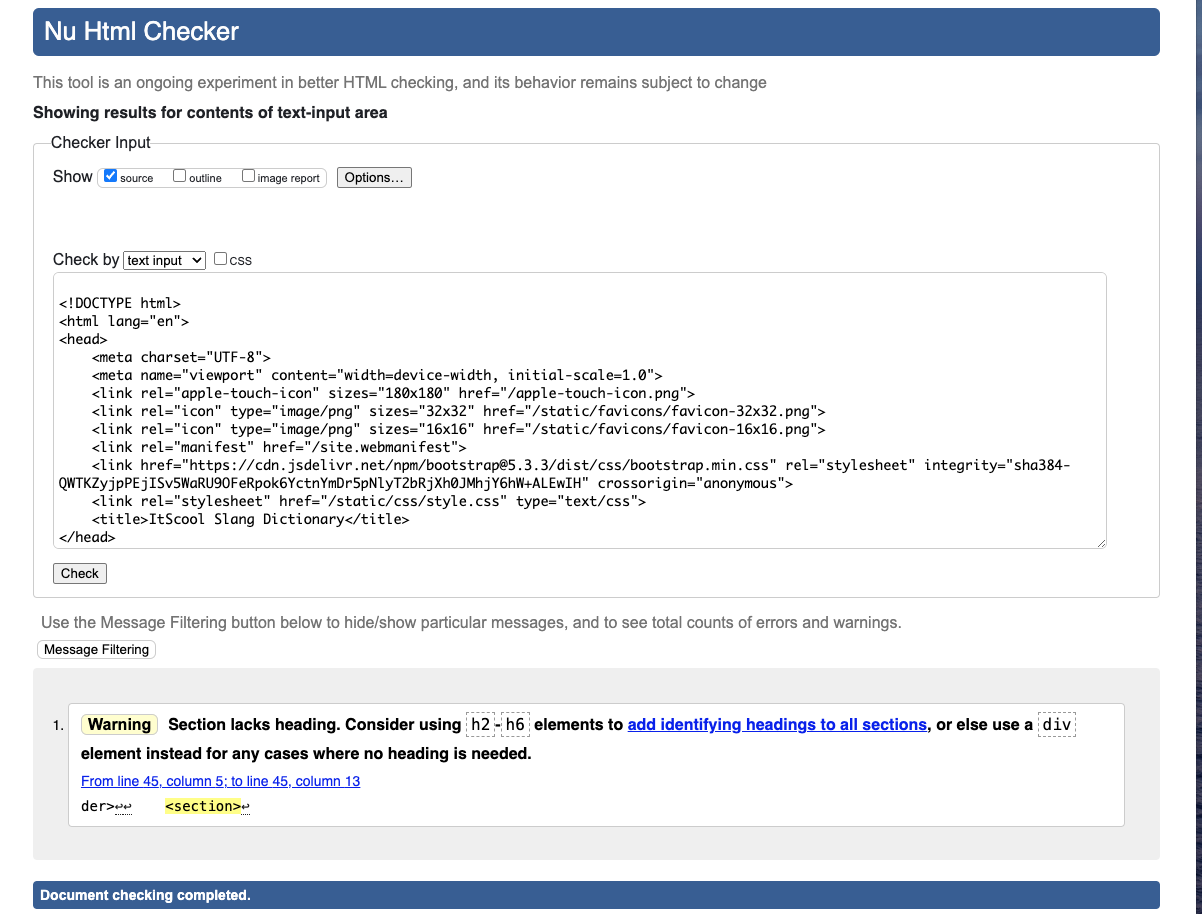 Nu Html Checker
This tool is an ongoing experiment in better HTML checking, and its behavior remains subject to change
Showing results for contents of text-input area
Checker Input
Show source outline image report Options…
Check by text input css
<!DOCTYPE html>
<html lang="en">
<head>
    <meta charset="UTF-8">
    <meta name="viewport" content="width=device-width, initial-scale=1.0">
    <link rel="apple-touch-icon" sizes="180x180" href="/apple-touch-icon.png">
    <link rel="icon" type="image/png" sizes="32x32" href="/static/favicons/favicon-32x32.png">
    <link rel="icon" type="image/png" sizes="16x16" href="/static/favicons/favicon-16x16.png">
    <link rel="manifest" href="/site.webmanifest">
    <link href="https://cdn.jsdelivr.net/npm/bootstrap@5.3.3/dist/css/bootstrap.min.css" rel="stylesheet" integrity="sha384-
QWTKZyjpPEjISv5WaRU9OFeRpok6YctnYmDr5pNlyT2bRjXh0JMhjY6hW+ALEwIH" crossorigin="anonymous">
    <link rel="stylesheet" href="/static/css/style.css" type="text/css">
    <title>ItScool Slang Dictionary</title>
</head>
Check
Use the Message Filtering button below to hide/show particular messages, and to see total counts of errors and warnings.
Message Filtering
1. Warning Section lacks heading. Consider using h2-h6 elements to add identifying headings to all sections, or else use a div
element instead for any cases where no heading is needed.
From line 45, column 5; to line 45, column 13
der>↩↩    <section>↩
Document checking completed.